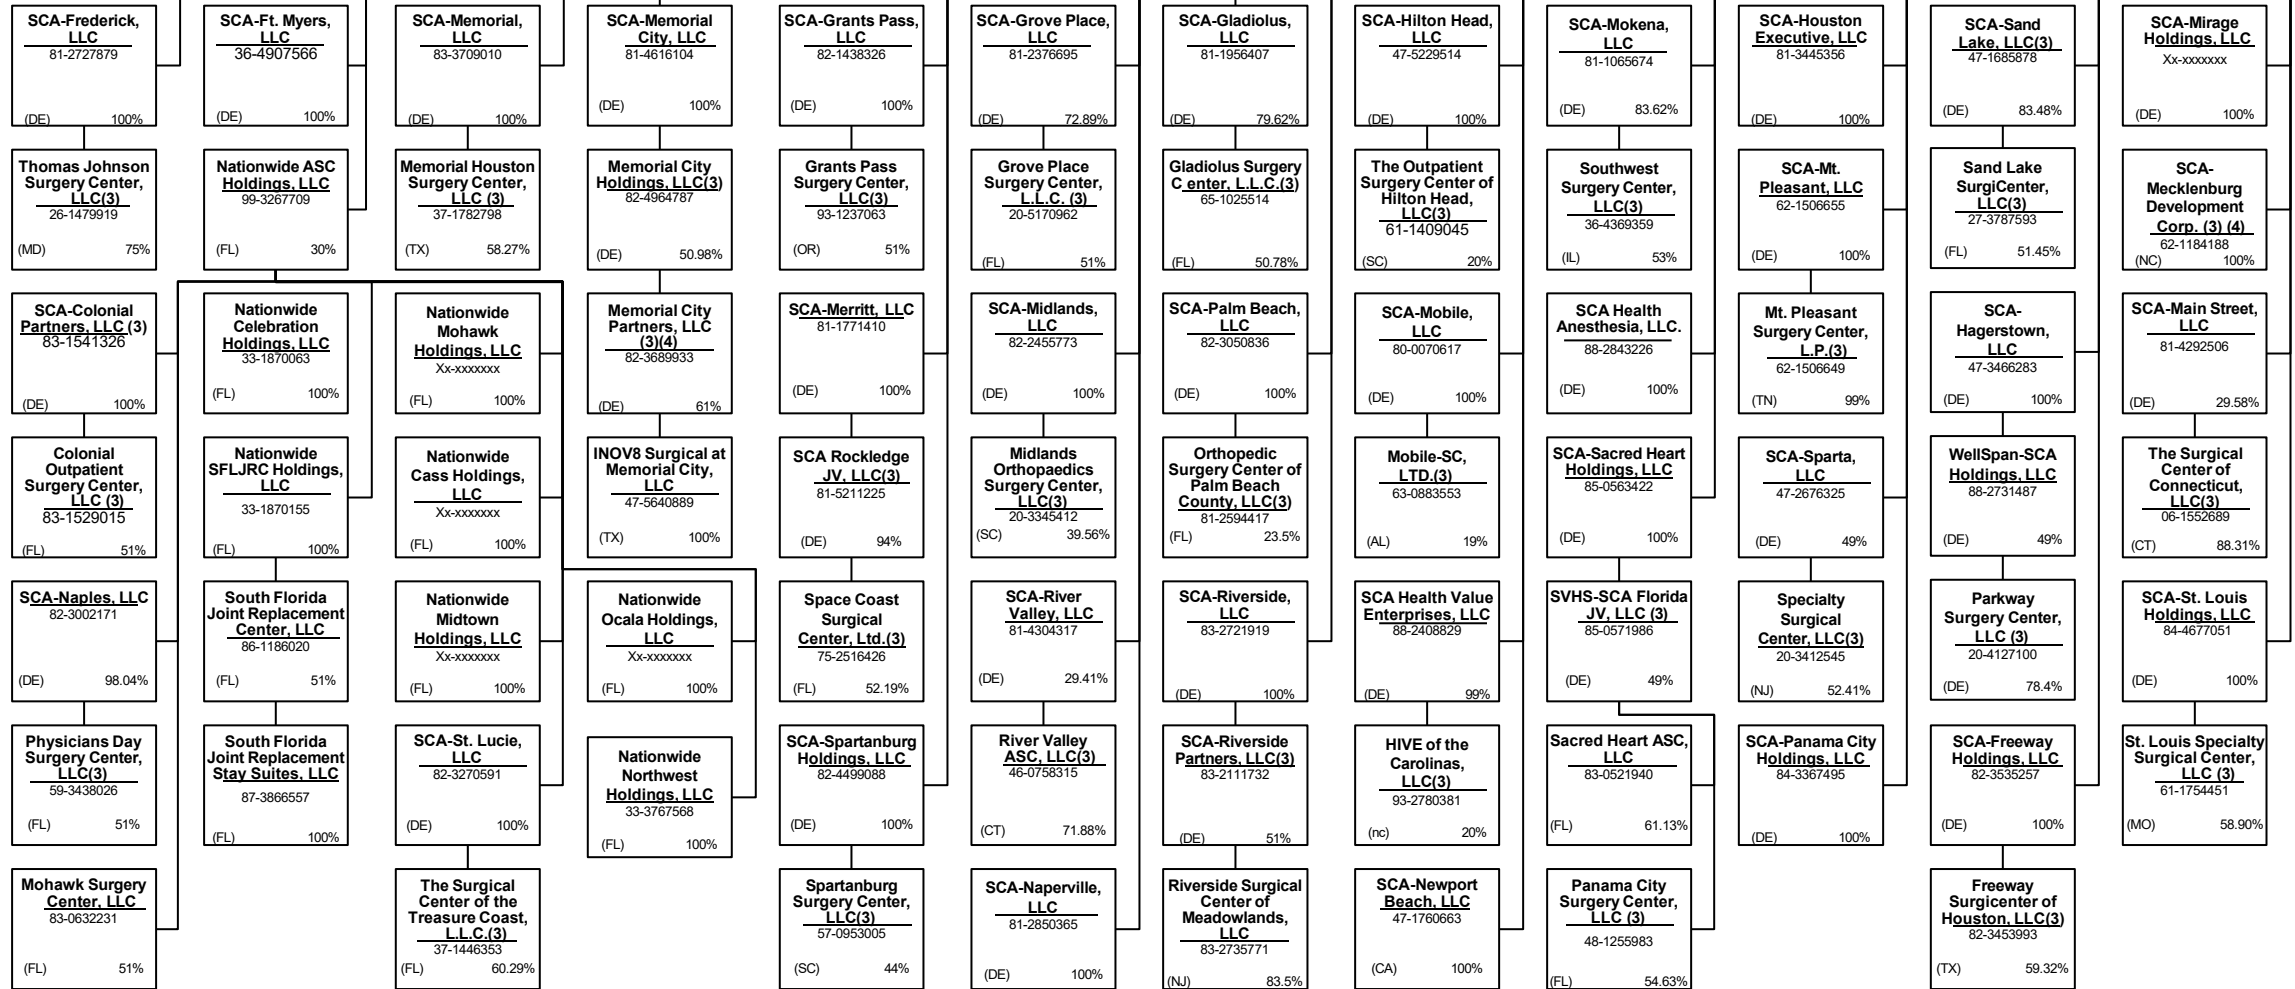 SCA-Frederick,
LLC
81-2727879
(DE) 100%
SCA-Ft. Myers,
LLC
36-4907566
(DE) 100%
SCA-Memorial,
LLC
83-3709010
(DE) 100%
SCA-Memorial
City, LLC
81-4616104
(DE) 100%
SCA-Grants Pass,
LLC
82-1438326
(DE) 100%
SCA-Grove Place,
LLC
81-2376695
(DE) 72.89%
SCA-Gladiolus,
LLC
81-1956407
(DE) 79.62%
SCA-Hilton Head,
LLC
47-5229514
(DE) 100%
SCA-Mokena,
LLC
81-1065674
(DE) 83.62%
SCA-Houston
Executive, LLC
81-3445356
(DE) 100%
SCA-Sand
Lake, LLC(3)
47-1685878
(DE) 83.48%
SCA-Mirage
Holdings, LLC
Xx-xxxxxxx
(DE) 100%
Thomas Johnson
Surgery Center,
LLC(3)
26-1479919
(MD) 75%
Nationwide ASC
Holdings, LLC
99-3267709
(FL) 30%
Memorial Houston
Surgery Center,
LLC (3)
37-1782798
(TX) 58.27%
Memorial City
Holdings, LLC(3)
82-4964787
(DE) 50.98%
Grants Pass
Surgery Center,
LLC(3)
93-1237063
(OR) 51%
Grove Place
Surgery Center,
L.L.C. (3)
20-5170962
(FL) 51%
Gladiolus Surgery
C enter, L.L.C.(3)
65-1025514
(FL) 50.78%
The Outpatient
Surgery Center of
Hilton Head,
LLC(3)
61-1409045
(SC) 20%
Southwest
Surgery Center,
LLC(3)
36-4369359
(IL) 53%
SCA-Mt.
Pleasant, LLC
62-1506655
(DE) 100%
Sand Lake
SurgiCenter,
LLC(3)
27-3787593
(FL) 51.45%
SCA-
Mecklenburg
Development
Corp. (3) (4)
62-1184188
(NC) 100%
SCA-Colonial
Partners, LLC (3)
83-1541326
(DE) 100%
Nationwide
Celebration
Holdings, LLC
33-1870063
(FL) 100%
Nationwide
Mohawk
Holdings, LLC
Xx-xxxxxxx
(FL) 100%
Memorial City
Partners, LLC
(3)(4)
82-3689933
(DE) 61%
SCA-Merritt, LLC
81-1771410
(DE) 100%
SCA-Midlands,
LLC
82-2455773
(DE) 100%
SCA-Palm Beach,
LLC
82-3050836
(DE) 100%
SCA-Mobile,
LLC
80-0070617
(DE) 100%
SCA Health
Anesthesia, LLC.
88-2843226
(DE) 100%
Mt. Pleasant
Surgery Center,
L.P.(3)
62-1506649
(TN) 99%
SCA-
Hagerstown,
LLC
47-3466283
(DE) 100%
SCA-Main Street,
LLC
81-4292506
(DE) 29.58%
Colonial
Outpatient
Surgery Center,
LLC (3)
83-1529015
(FL) 51%
Nationwide
SFLJRC Holdings,
LLC
33-1870155
(FL) 100%
Nationwide
Cass Holdings,
LLC
Xx-xxxxxxx
(FL) 100%
INOV8 Surgical at
Memorial City,
LLC
47-5640889
(TX) 100%
SCA Rockledge
JV, LLC(3)
81-5211225
(DE) 94%
Midlands
Orthopaedics
Surgery Center,
LLC(3)
20-3345412
(SC) 39.56%
Orthopedic
Surgery Center of
Palm Beach
County, LLC(3)
81-2594417
(FL) 23.5%
Mobile-SC,
LTD.(3)
63-0883553
(AL) 19%
SCA-Sacred Heart
Holdings, LLC
85-0563422
(DE) 100%
SCA-Sparta,
LLC
47-2676325
(DE) 49%
WellSpan-SCA
Holdings, LLC
88-2731487
(DE) 49%
The Surgical
Center of
Connecticut,
LLC(3)
06-1552689
(CT) 88.31%
SCA-Naples, LLC
82-3002171
(DE) 98.04%
South Florida
Joint Replacement
Center, LLC
86-1186020
(FL) 51%
Nationwide
Midtown
Holdings, LLC
Xx-xxxxxxx
(FL) 100%
Nationwide
Ocala Holdings,
LLC
Xx-xxxxxxx
(FL) 100%
Space Coast
Surgical
Center, Ltd.(3)
75-2516426
(FL) 52.19%
SCA-River
Valley, LLC
81-4304317
(DE) 29.41%
SCA-Riverside,
LLC
83-2721919
(DE) 100%
SCA Health Value
Enterprises, LLC
88-2408829
(DE) 99%
SVHS-SCA Florida
JV, LLC (3)
85-0571986
(DE) 49%
Specialty
Surgical
Center, LLC(3)
20-3412545
(NJ) 52.41%
Parkway
Surgery Center,
LLC (3)
20-4127100
(DE) 78.4%
SCA-St. Louis
Holdings, LLC
84-4677051
(DE) 100%
Physicians Day
Surgery Center,
LLC(3)
59-3438026
(FL) 51%
South Florida
Joint Replacement
Stay Suites, LLC
87-3866557
(FL) 100%
SCA-St. Lucie,
LLC
82-3270591
(DE) 100%
Nationwide
Northwest
Holdings, LLC
33-3767568
(FL) 100%
SCA-Spartanburg
Holdings, LLC
82-4499088
(DE) 100%
River Valley
ASC, LLC(3)
46-0758315
(CT) 71.88%
SCA-Riverside
Partners, LLC(3)
83-2111732
(DE) 51%
HIVE of the
Carolinas,
LLC(3)
93-2780381
(nc) 20%
Sacred Heart ASC,
LLC
83-0521940
(FL) 61.13%
SCA-Panama City
Holdings, LLC
84-3367495
(DE) 100%
SCA-Freeway
Holdings, LLC
82-3535257
(DE) 100%
St. Louis Specialty
Surgical Center,
LLC (3)
61-1754451
(MO) 58.90%
Mohawk Surgery
Center, LLC
83-0632231
(FL) 51%
The Surgical
Center of the
Treasure Coast,
L.L.C.(3)
37-1446353
(FL) 60.29%
Spartanburg
Surgery Center,
LLC(3)
57-0953005
(SC) 44%
SCA-Naperville,
LLC
81-2850365
(DE) 100%
Riverside Surgical
Center of
Meadowlands,
LLC
83-2735771
(NJ) 83.5%
SCA-Newport
Beach, LLC
47-1760663
(CA) 100%
Panama City
Surgery Center,
LLC (3)
48-1255983
(FL) 54.63%
Freeway
Surgicenter of
Houston, LLC(3)
82-3453993
(TX) 59.32%